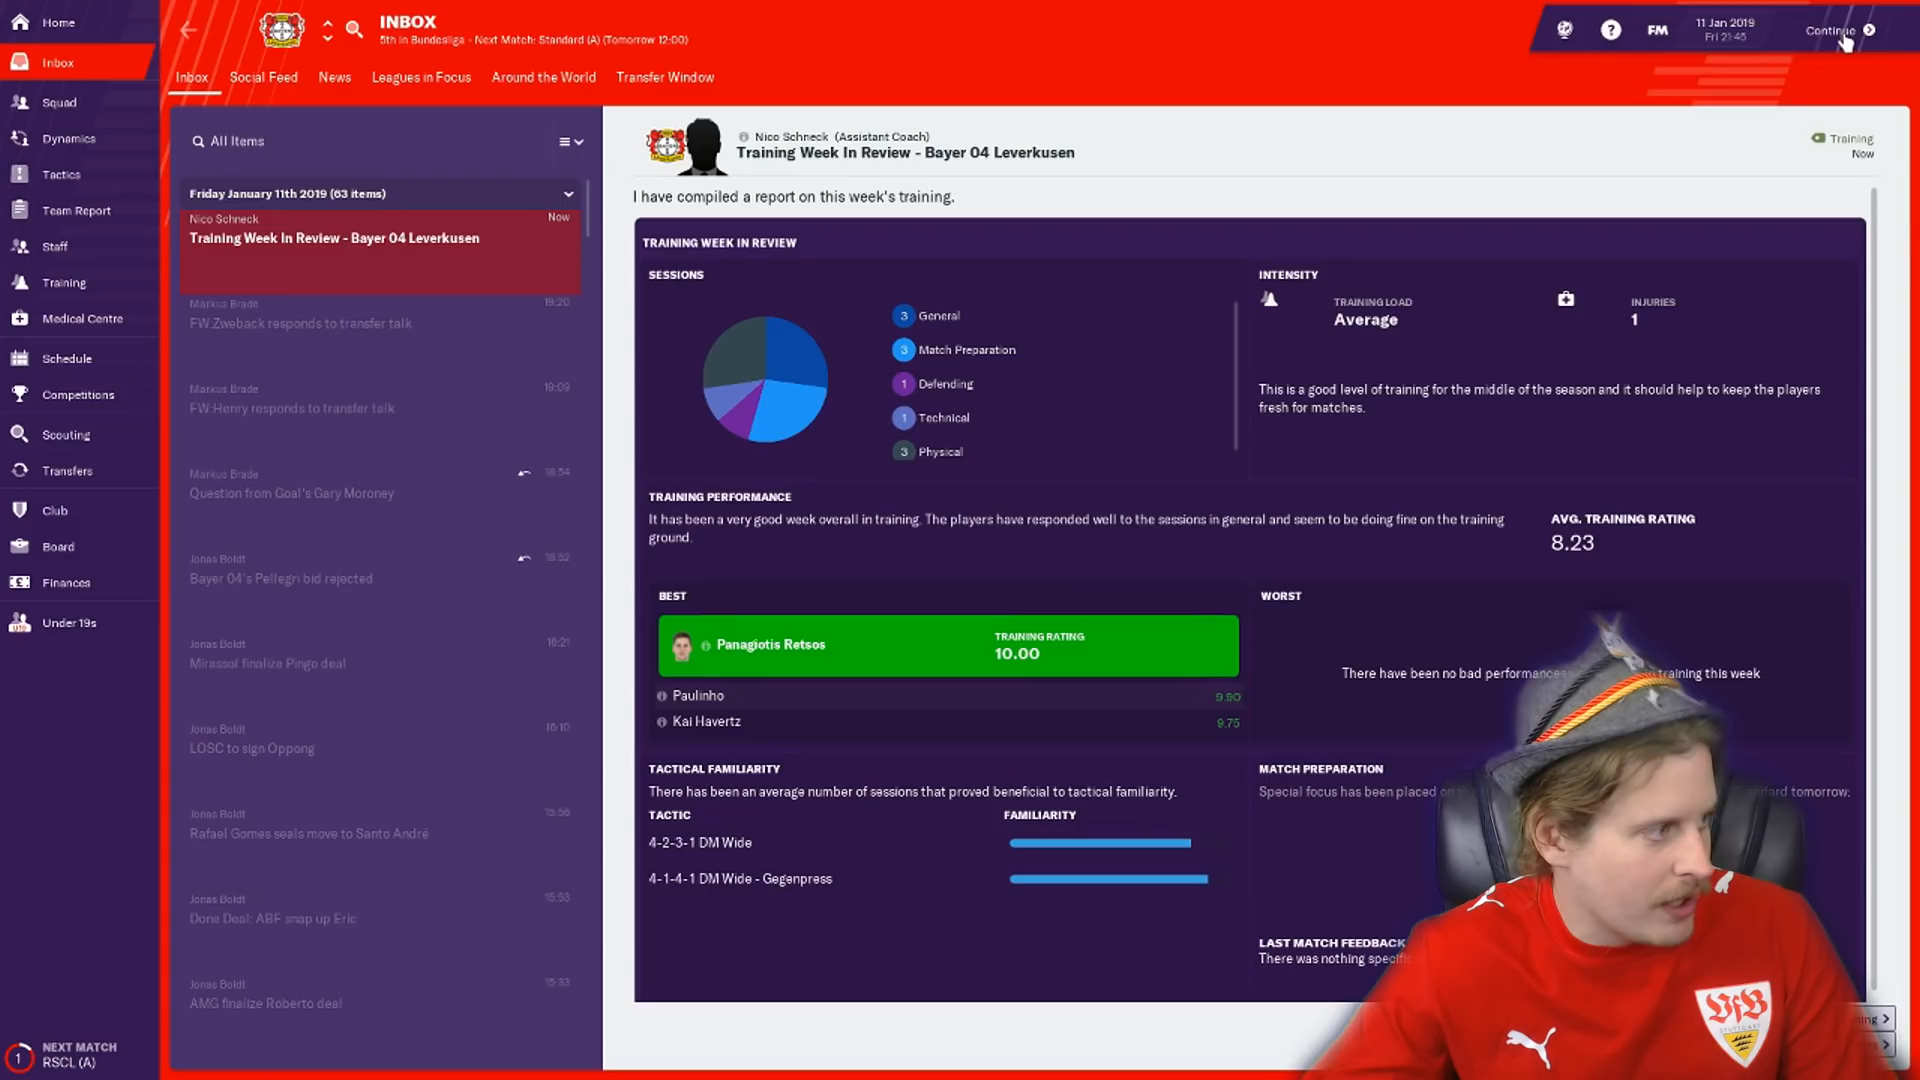 Home
Inbox
Squad
Dynamics
Tactics
Team Report
Staff
Training
Medical Centre
Schedule
Competitions
Scouting
Transfers
Club
Board
Finances
Under 19s
NEXT MATCH
RSCL (A)
1
INBOX
5th in Bundesliga - Next Match: Standard (A) (Tomorrow 12:00)
FM
11 Jan 2019
Fri 21:45
Continue
Inbox Social Feed News Leagues in Focus Around the World Transfer Window
All Items
Friday January 11th 2019 (63 items)
Nico Schneck Now
Training Week In Review - Bayer 04 Leverkusen
Markus Brade 19:20
FW:Zweback responds to transfer talk
Markus Brade 19:09
FW:Henry responds to transfer talk
Markus Brade 18:54
Question from Goal's Gary Moroney
Jonas Boldt 18:52
Bayer 04's Pellegri bid rejected
Jonas Boldt 16:21
Mirassol finalize Pingo deal
Jonas Boldt 16:10
LOSC to sign Oppong
Jonas Boldt 15:56
Rafael Gomes seals move to Santo André
Jonas Boldt 15:53
Done Deal: ABF snap up Eric
Jonas Boldt 15:33
AMG finalize Roberto deal
Nico Schneck (Assistant Coach)
Training Week In Review - Bayer 04 Leverkusen
Training
Now
I have compiled a report on this week's training.
TRAINING WEEK IN REVIEW
SESSIONS
3 General
3 Match Preparation
1 Defending
1 Technical
3 Physical
INTENSITY
TRAINING LOAD
Average
INJURIES
1
This is a good level of training for the middle of the season and it should help to keep the players
fresh for matches.
TRAINING PERFORMANCE
It has been a very good week overall in training. The players have responded well to the sessions in general and seem to be doing fine on the training
ground.
AVG. TRAINING RATING
8.23
BEST
Panagiotis Retsos
TRAINING RATING
10.00
Paulinho 9.90
Kai Havertz 9.75
WORST
There have been no bad performances training this week
TACTICAL FAMILIARITY
There has been an average number of sessions that proved beneficial to tactical familiarity.
TACTIC FAMILIARITY
4-2-3-1 DM Wide
4-1-4-1 DM Wide - Gegenpress
MATCH PREPARATION
Special focus has been placed on tomorrow;
LAST MATCH FEEDBACK
There was nothing
VfB
STUTTGART